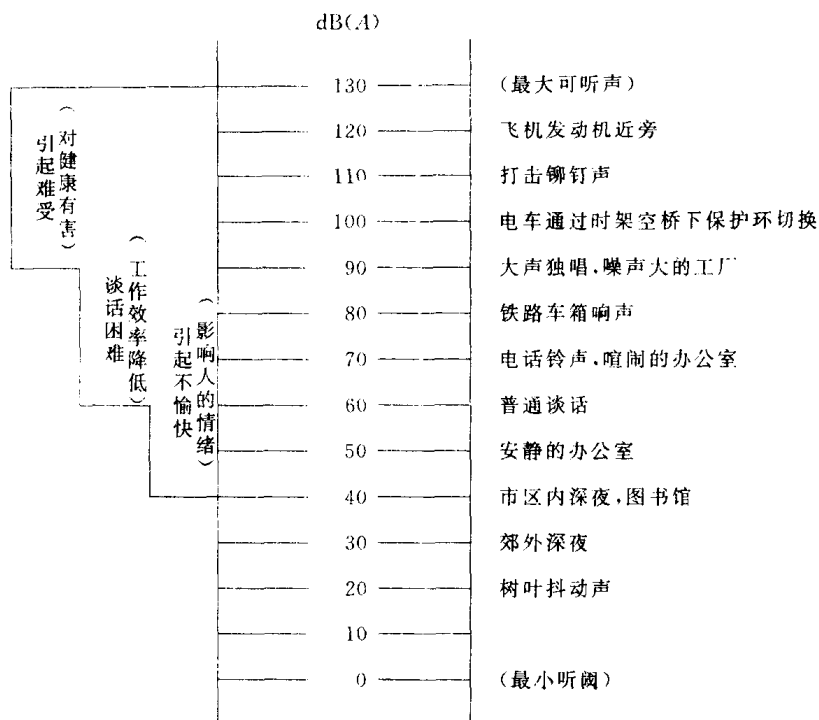 dB(A)
130 (最大可听声)
120 飞机发动机近旁
110 打击铆钉声
100 电车通过时架空桥下保护环切换
90 大声独唱,噪声大的工厂
80 铁路车箱响声
70 电话铃声,喧闹的办公室
60 普通谈话
50 安静的办公室
40 市区内深夜,图书馆
30 郊外深夜
20 树叶抖动声
10
0 (最小听阈)
引起难受
(对健康有害)
谈话困难
(工作效率降低)
引起不愉快
(影响人的情绪)